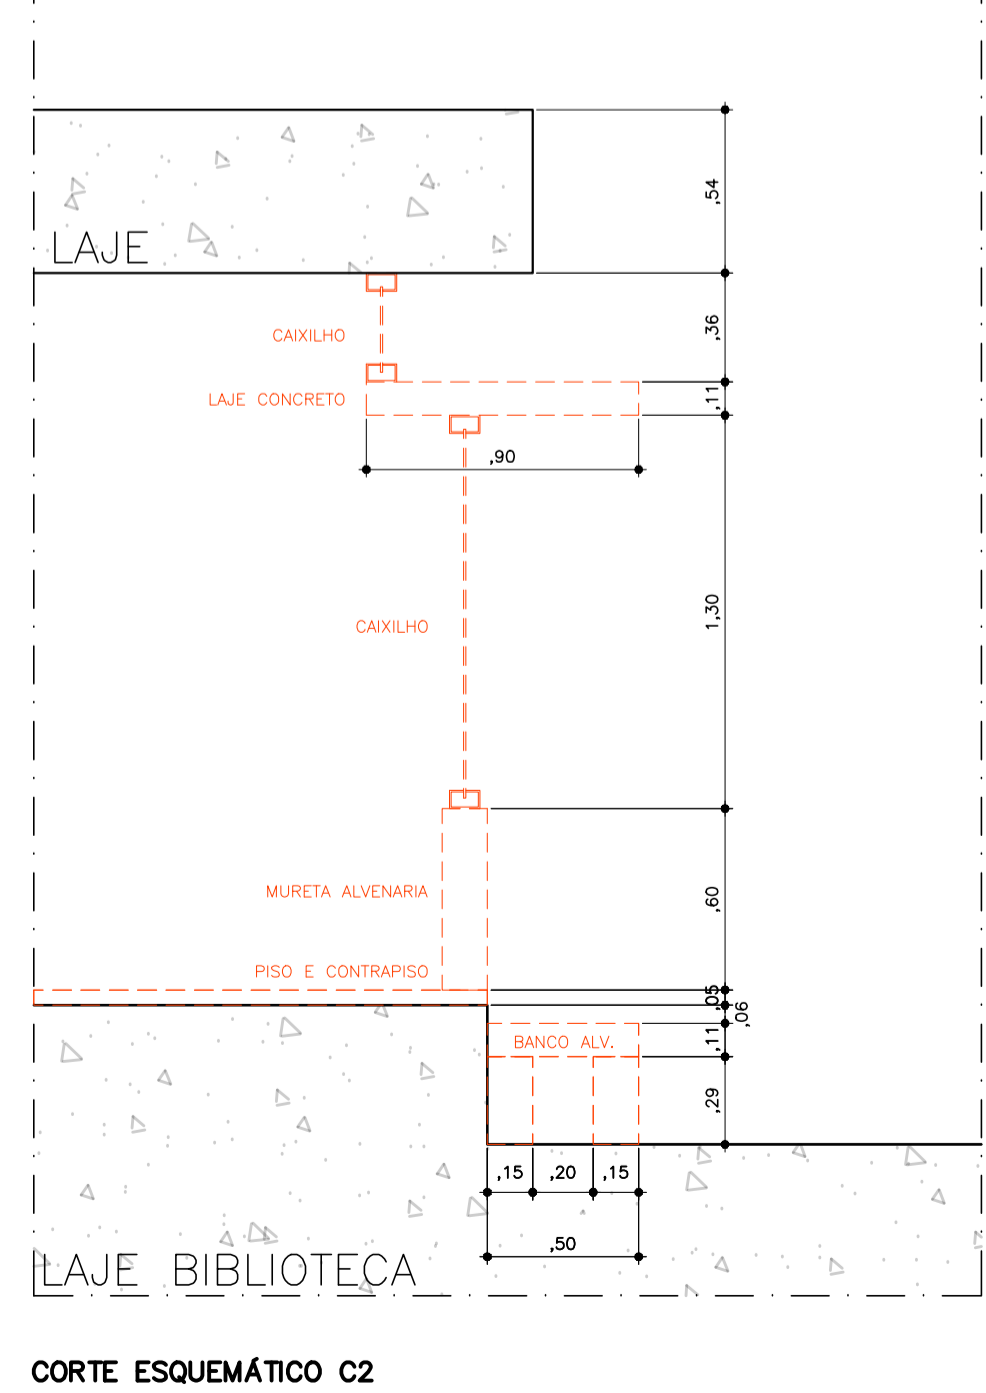 ,54
LAJE
,36
CAIXILHO
,11
LAJE CONCRETO
,90
1,30
CAIXILHO
,60
MURETA ALVENARIA
PISO E CONTRAPISO
,05
,06
BANCO ALV.
,11
,29
,15 ,20 ,15
,50
LAJE BIBLIOTECA
CORTE ESQUEMÁTICO C2